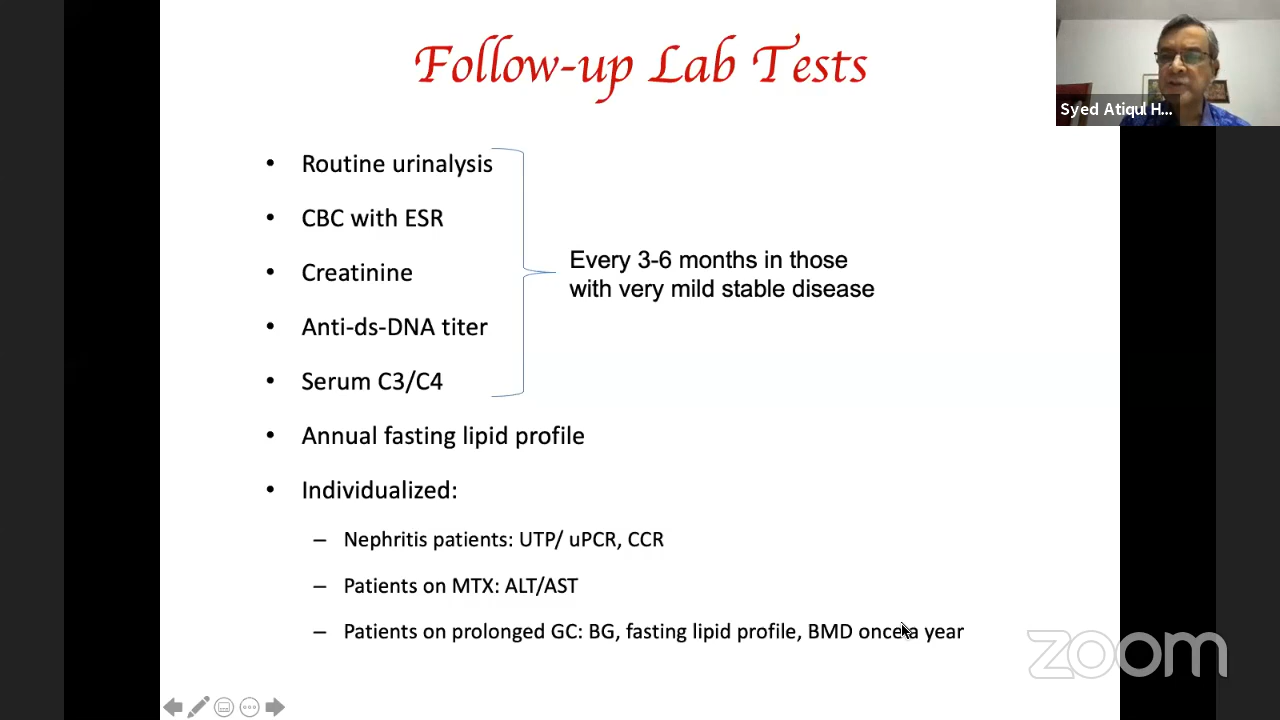 Follow-up Lab Tests
Syed Atiqul H...
• Routine urinalysis
• CBC with ESR
• Creinine
• Anti-ds-DNA titer
• Serum C3/C4
Every 3-6 months in those
with very mild stable disease
• Annual fasting lipid profile
• Individualized:
– Nephritis patients: UTP/ uPCR, CCR
– Patients on MTX: ALT/AST
– Patients on prolonged GC: BG, fasting lipid profile, BMD once a year
zoom